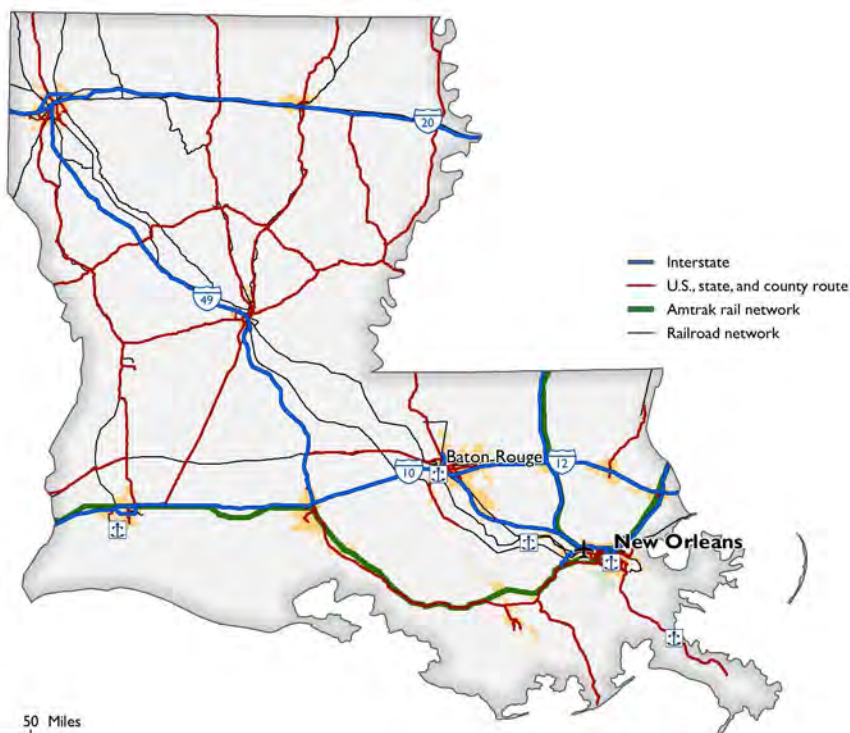 20
Interstate
U.S., state, and county route
Amtrak rail network
Railroad network
49
Baton Rouge
10
12
New Orleans
50 Miles